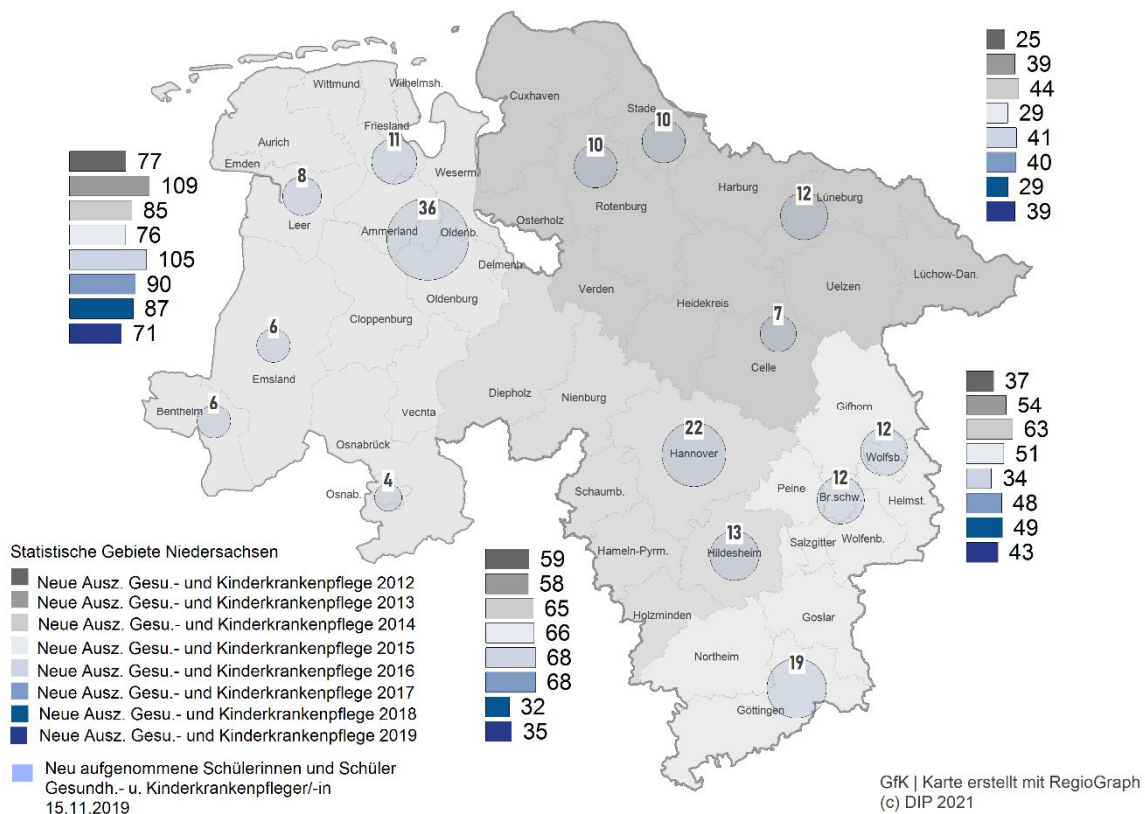 Cuxhaven
Stade
10
10
Rotenburg
Harburg
12
Lüneburg
Osterholz
Lüchow-Dan.
Uelzen
Verden
Heidekreis
7
Celle
25
39
44
29
41
40
29
39
Wittmund
Wilhelmsh.
Friesland
11
Aurich
Emden
8
Leer
Weserm.
36
Ammerland
Oldenb.
Delmenh.
Oldenburg
Cloppenburg
6
Emsland
Bentheim
6
Vechta
Osnabrück
4
Osnab.
77
109
85
76
105
90
87
71
Diepholz
Nienburg
22
Hannover
Schaumb.
Hameln-Pyrm.
13
Hildesheim
Holzminden
59
58
65
66
68
68
32
35
Gifhorn
12
Wolfsb.
Peine
12
Br.schw.
Helmst.
Salzgitter
Wolfenb.
Goslar
Northeim
19
Göttingen
37
54
63
51
34
48
49
43
Statistische Gebiete Niedersachsen
Neue Ausz. Gesu.- und Kinderkrankenpflege 2012
Neue Ausz. Gesu.- und Kinderkrankenpflege 2013
Neue Ausz. Gesu.- und Kinderkrankenpflege 2014
Neue Ausz. Gesu.- und Kinderkrankenpflege 2015
Neue Ausz. Gesu.- und Kinderkrankenpflege 2016
Neue Ausz. Gesu.- und Kinderkrankenpflege 2017
Neue Ausz. Gesu.- und Kinderkrankenpflege 2018
Neue Ausz. Gesu.- und Kinderkrankenpflege 2019
Neu aufgenommene Schülerinnen und Schüler
Gesundh.- u. Kinderkrankenpfleger/-in
15.11.2019
GfK | Karte erstellt mit RegioGraph
(c) DIP 2021